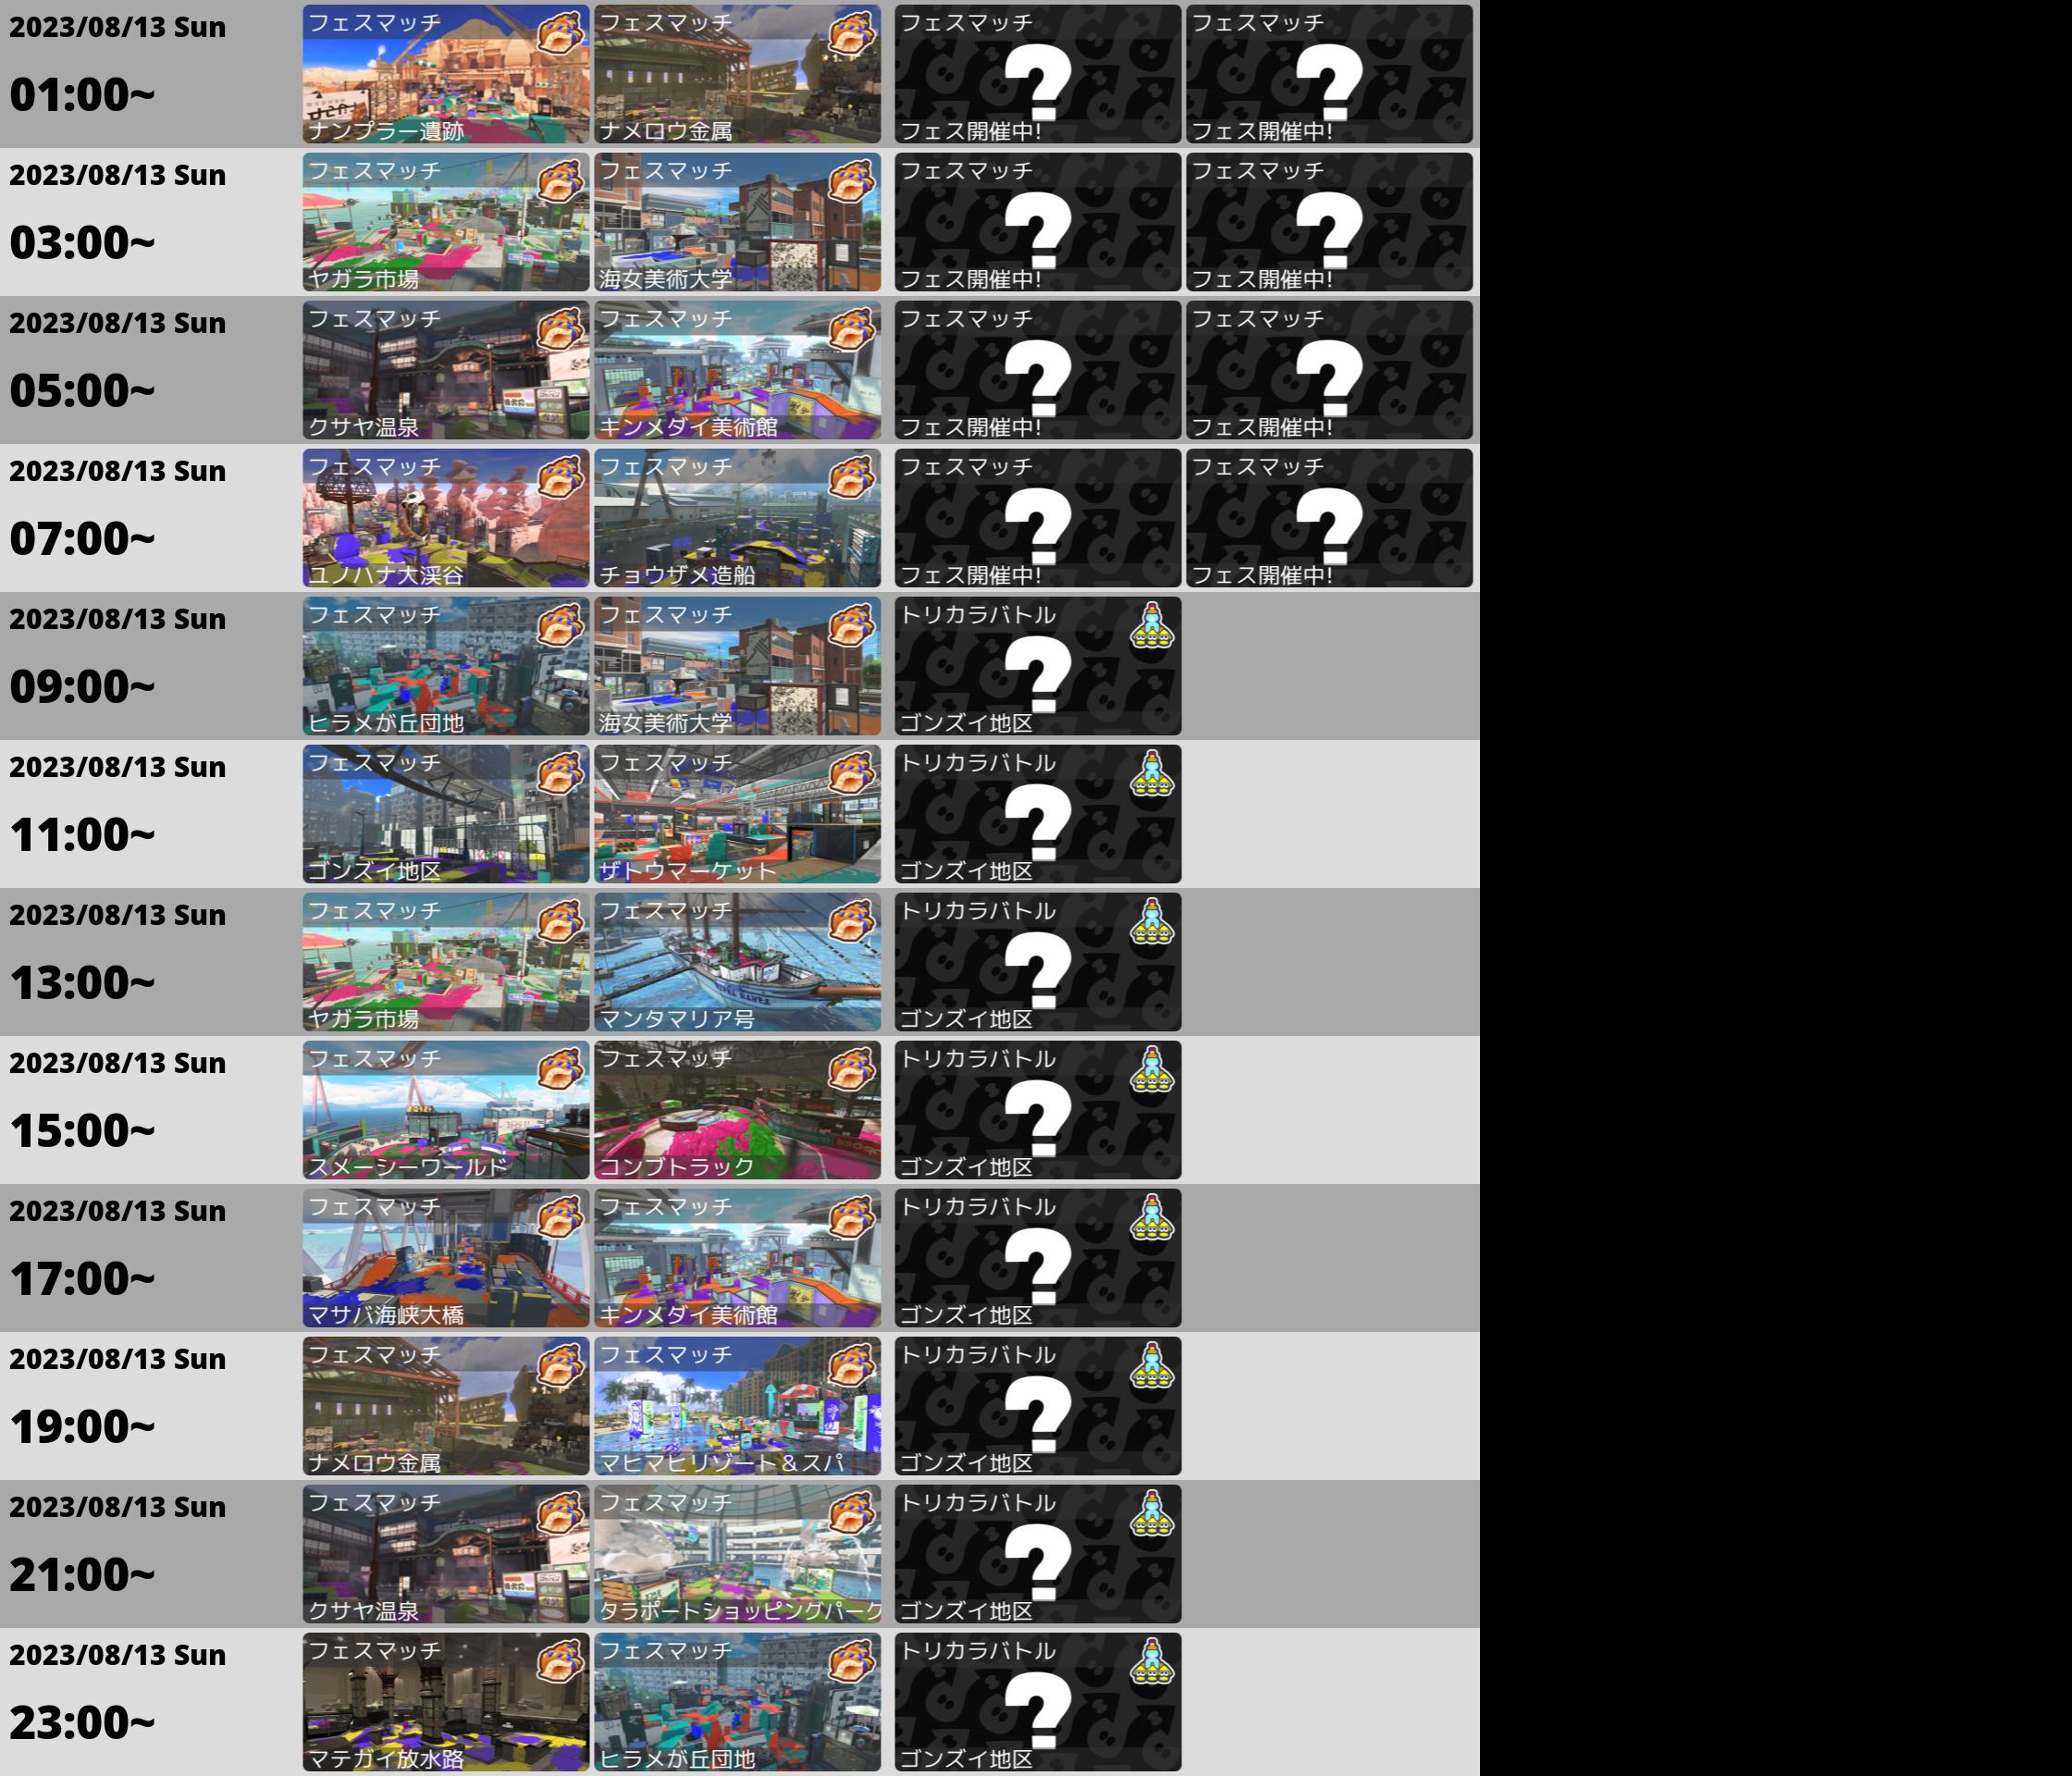 2023/08/13 Sun
01:00~
フェスマッチ
ナンプラー遺跡
フェスマッチ
ナメロウ金属
フェスマッチ
フェス開催中!
フェスマッチ
フェス開催中!
2023/08/13 Sun
03:00~
フェスマッチ
ヤガラ市場
フェスマッチ
海女美術大学
フェスマッチ
フェス開催中!
フェスマッチ
フェス開催中!
2023/08/13 Sun
05:00~
フェスマッチ
クサヤ温泉
フェスマッチ
キンメダイ美術館
フェスマッチ
フェス開催中!
フェスマッチ
フェス開催中!
2023/08/13 Sun
07:00~
フェスマッチ
ユノハナ大渓谷
フェスマッチ
チョウザメ造船
フェスマッチ
フェス開催中!
フェスマッチ
フェス開催中!
2023/08/13 Sun
09:00~
フェスマッチ
ヒラメが丘団地
フェスマッチ
海女美術大学
トリカラバトル
ゴンズイ地区
2023/08/13 Sun
11:00~
フェスマッチ
ゴンズイ地区
フェスマッチ
ザトウマーケット
トリカラバトル
ゴンズイ地区
2023/08/13 Sun
13:00~
フェスマッチ
ヤガラ市場
フェスマッチ
マンタマリア号
トリカラバトル
ゴンズイ地区
2023/08/13 Sun
15:00~
フェスマッチ
スメーシーワールド
フェスマッチ
コンブトラック
トリカラバトル
ゴンズイ地区
2023/08/13 Sun
17:00~
フェスマッチ
マサバ海峡大橋
フェスマッチ
キンメダイ美術館
トリカラバトル
ゴンズイ地区
2023/08/13 Sun
19:00~
フェスマッチ
ナメロウ金属
フェスマッチ
マヒマヒリゾート＆スパ
トリカラバトル
ゴンズイ地区
2023/08/13 Sun
21:00~
フェスマッチ
クサヤ温泉
フェスマッチ
タラポートショッピングパーク
トリカラバトル
ゴンズイ地区
2023/08/13 Sun
23:00~
フェスマッチ
マテガイ放水路
フェスマッチ
ヒラメが丘団地
トリカラバトル
ゴンズイ地区